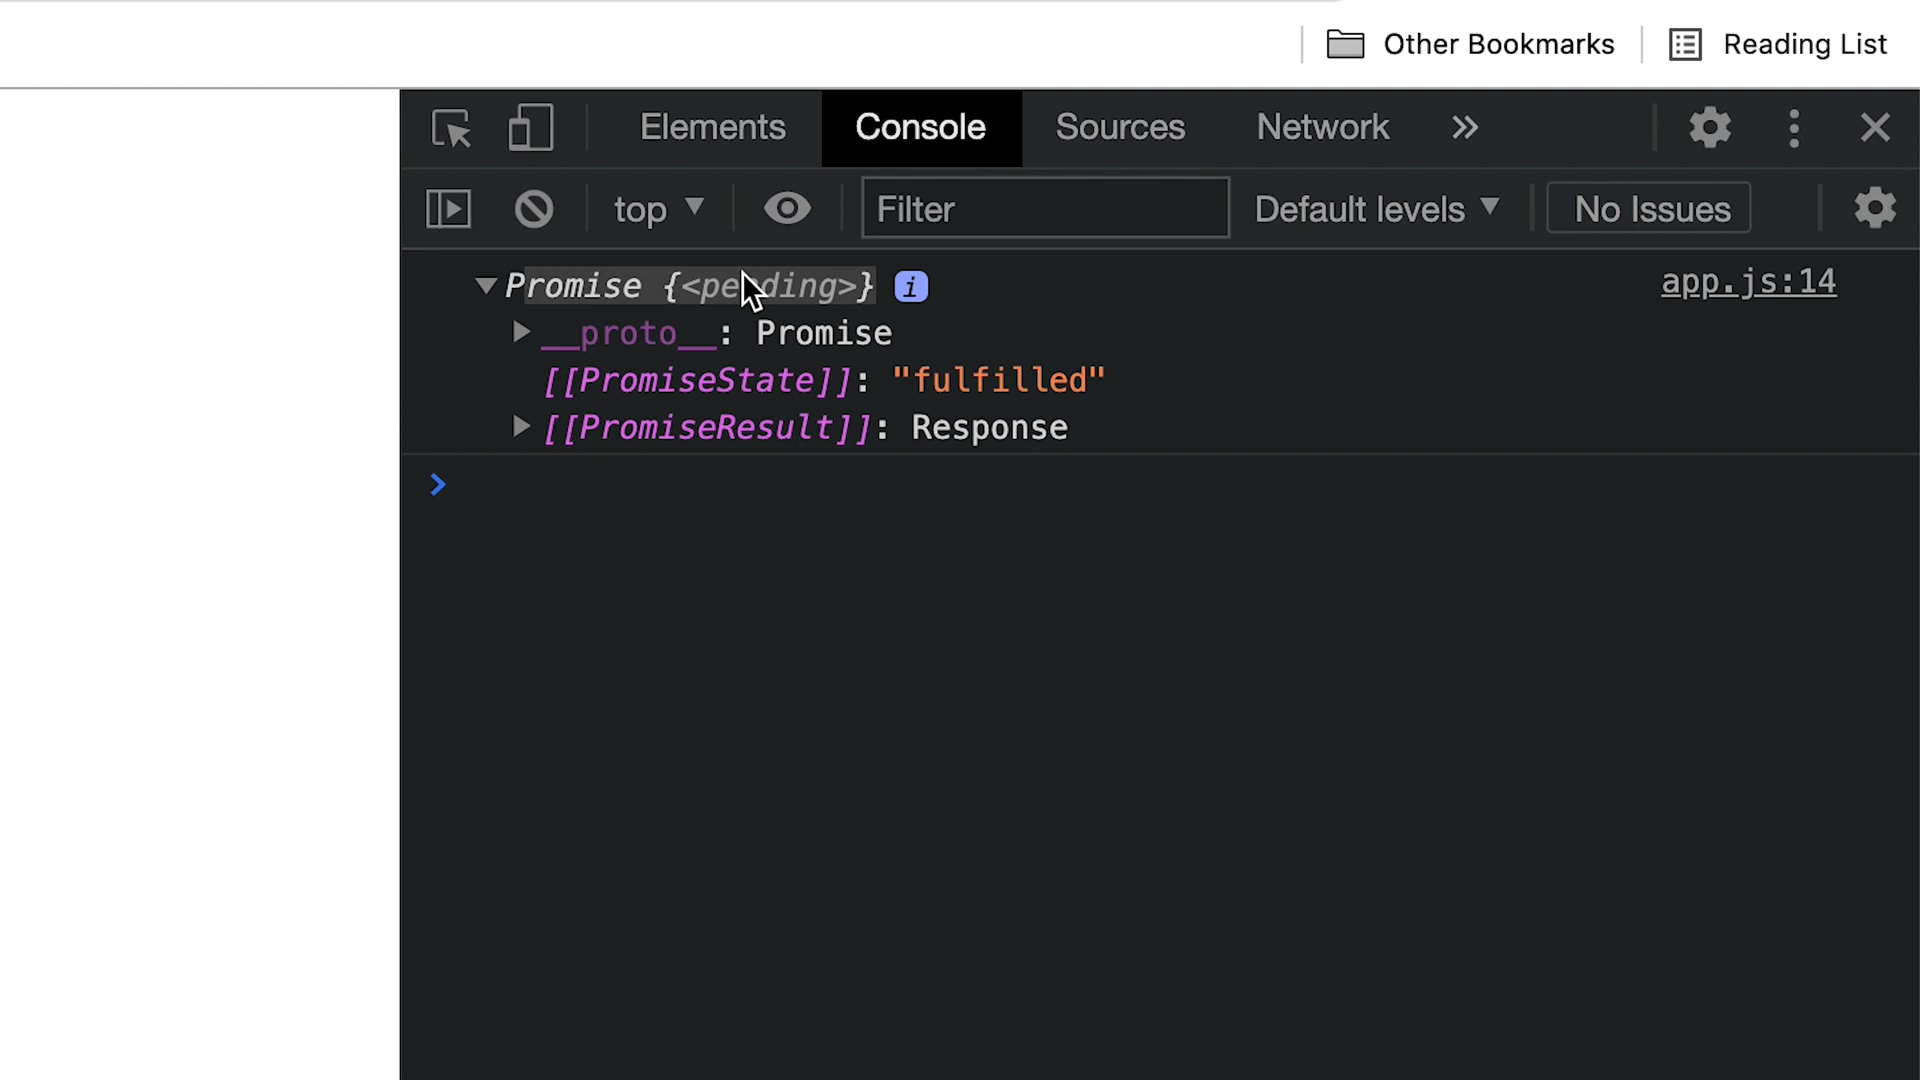 Other Bookmarks Reading List
Elements Console Sources Network
top Filter Default levels No Issues
Promise {<pending>} i app.js:14
__proto__: Promise
[[PromiseState]]: "fulfilled"
[[PromiseResult]]: Response